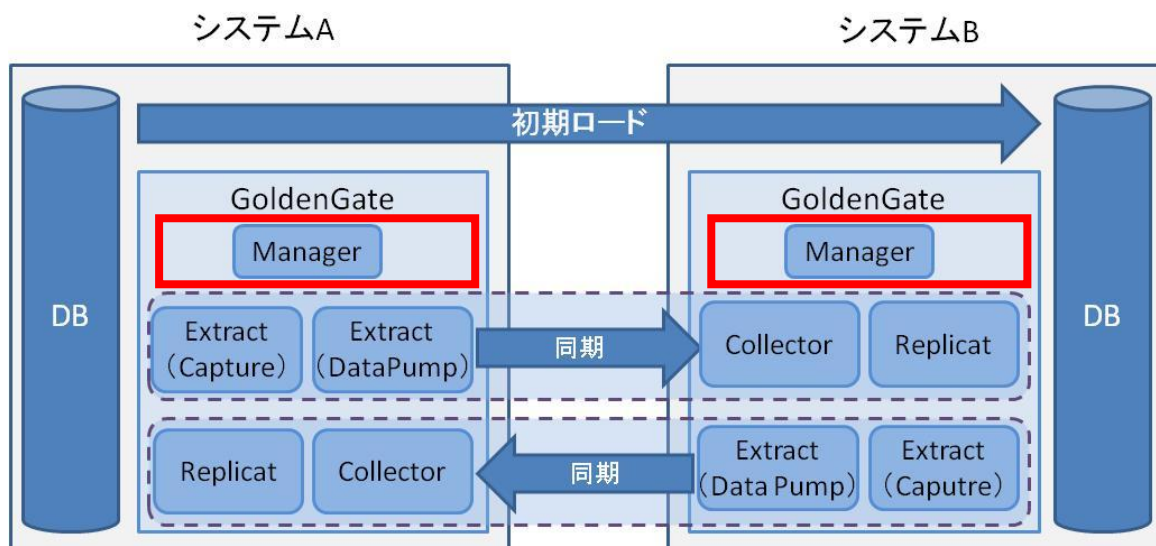 システムA
システムB
初期ロード
GoldenGate
GoldenGate
Manager
Manager
DB
DB
Extract
(Capture)
Extract
(DataPump)
同期
Collector
Replicat
Replicat
Collector
同期
Extract
(Data Pump)
Extract
(Caputre)